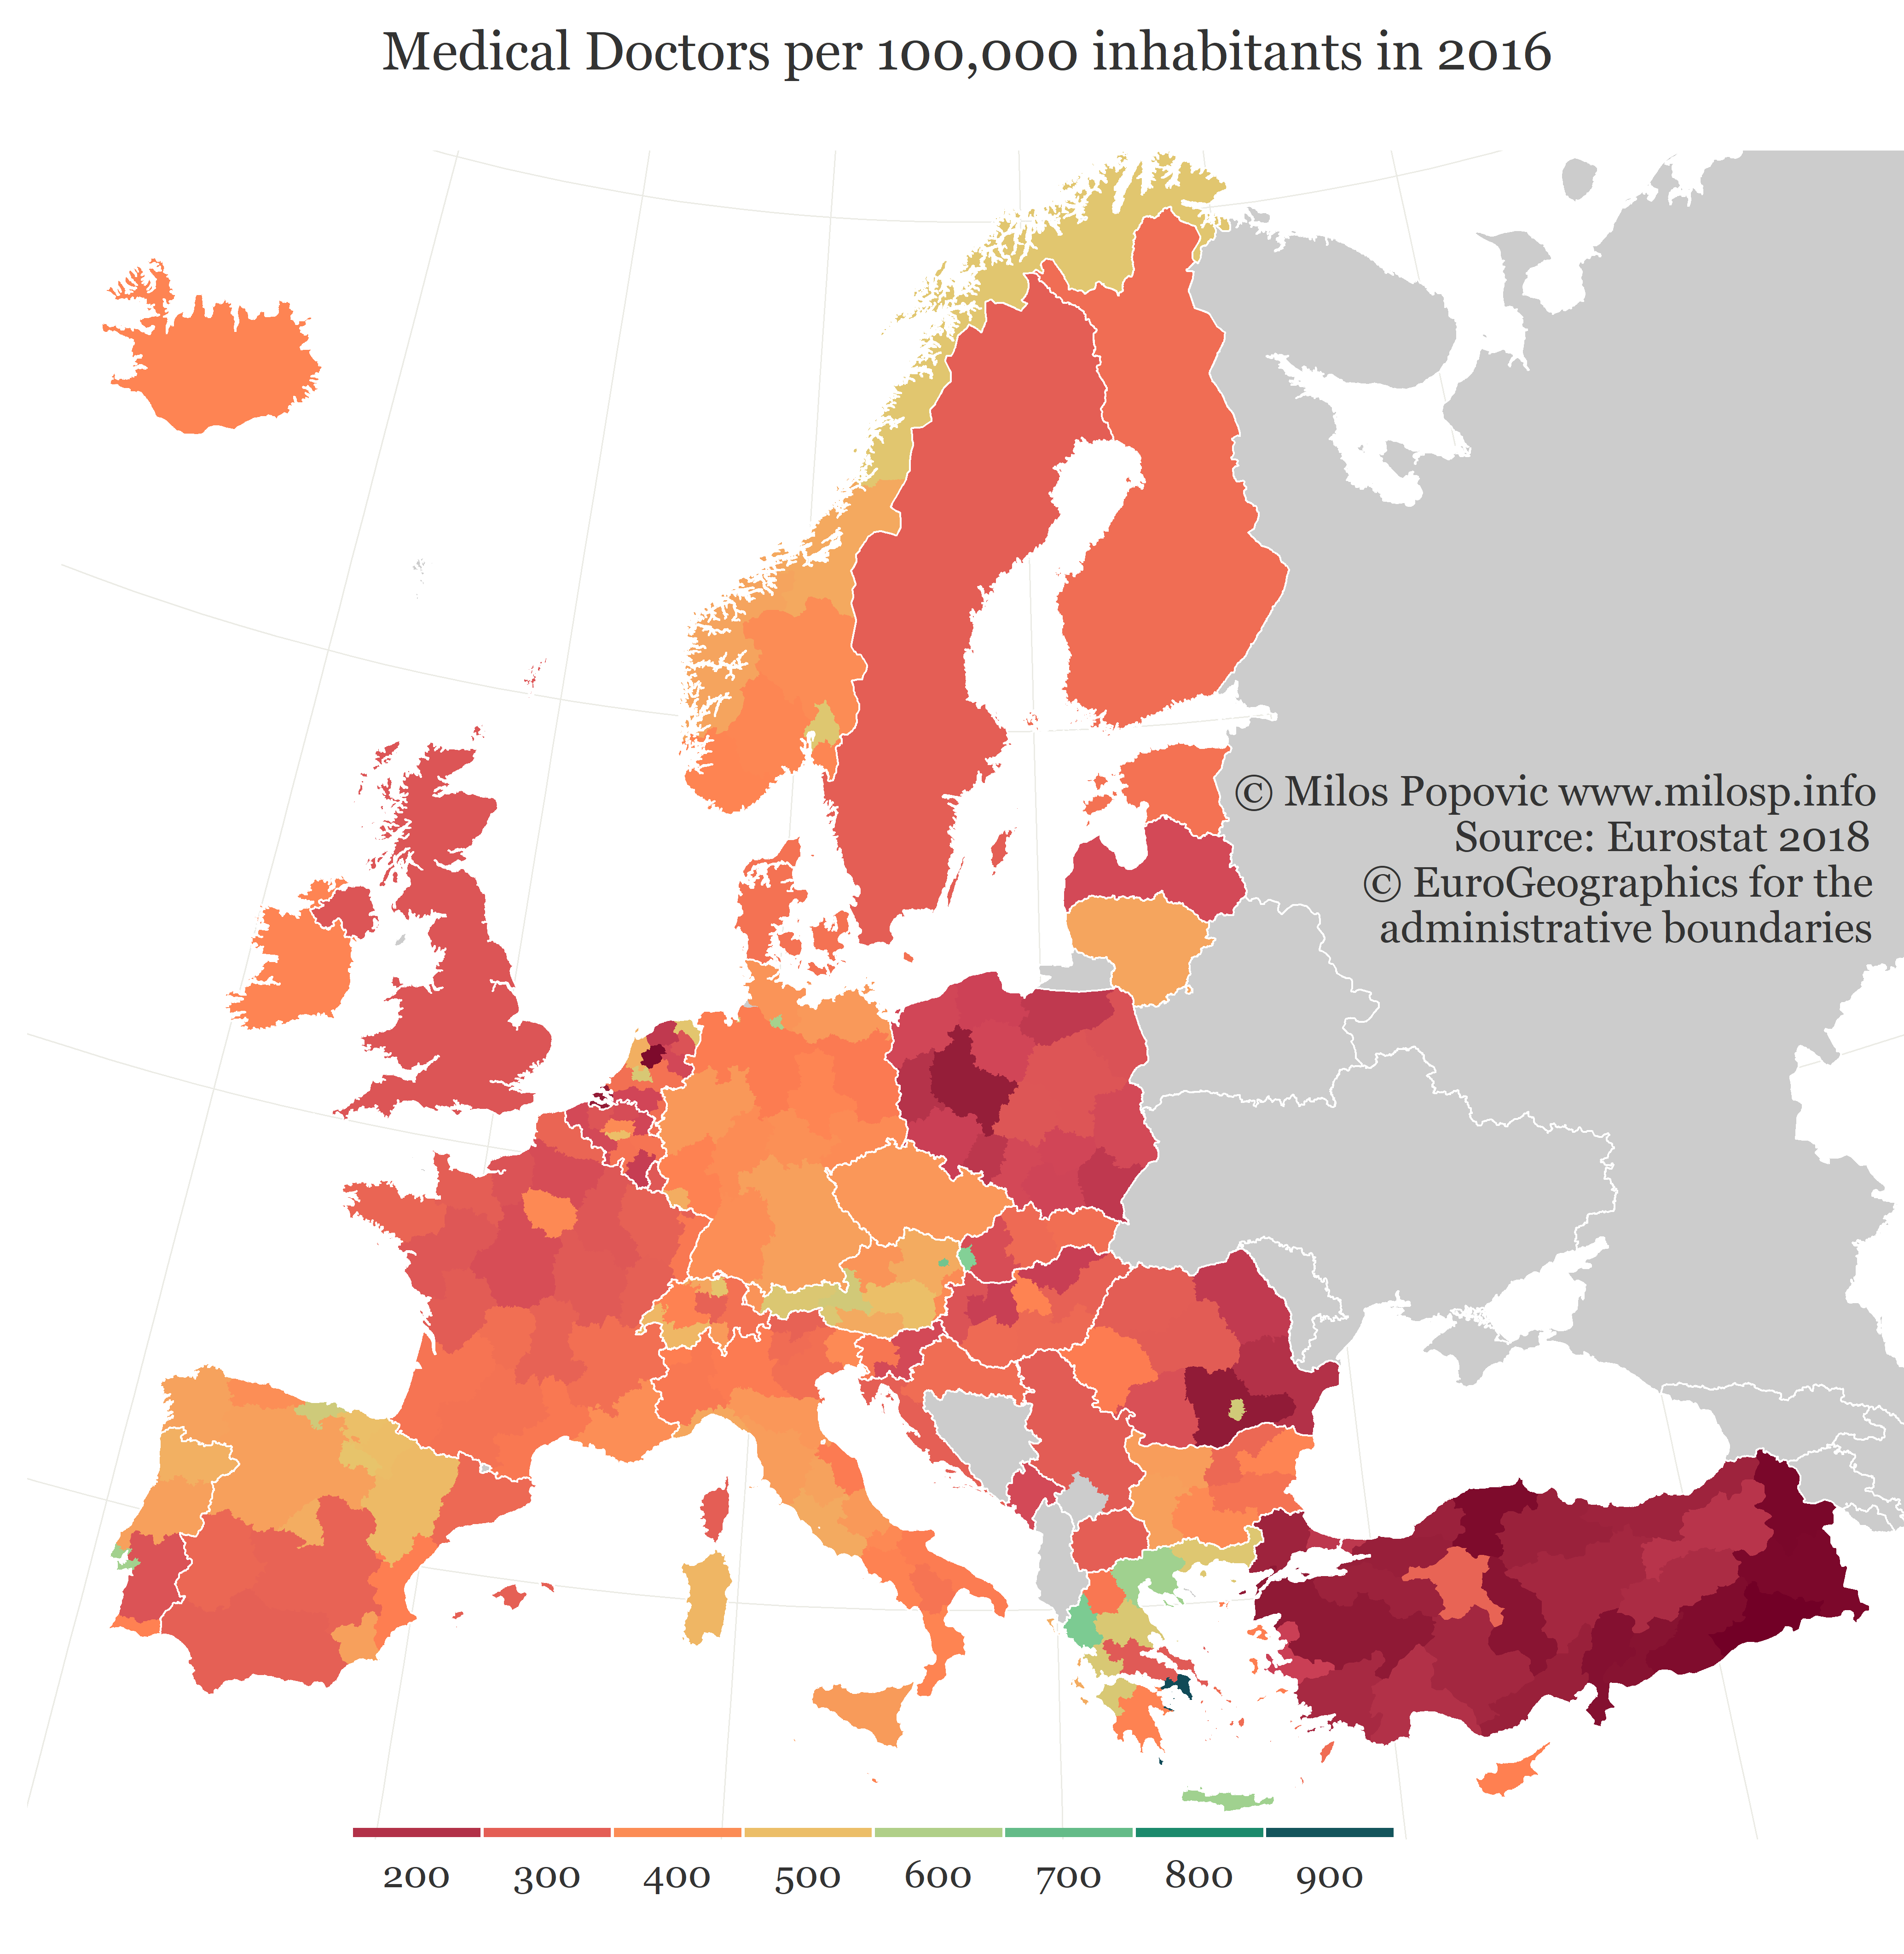 Medical Doctors per 100,000 inhabitants in 2016
© Milos Popovic www.milosp.info
Source: Eurostat 2018
© EuroGeographics for the
administrative boundaries
200 300 400 500 600 700 800 900